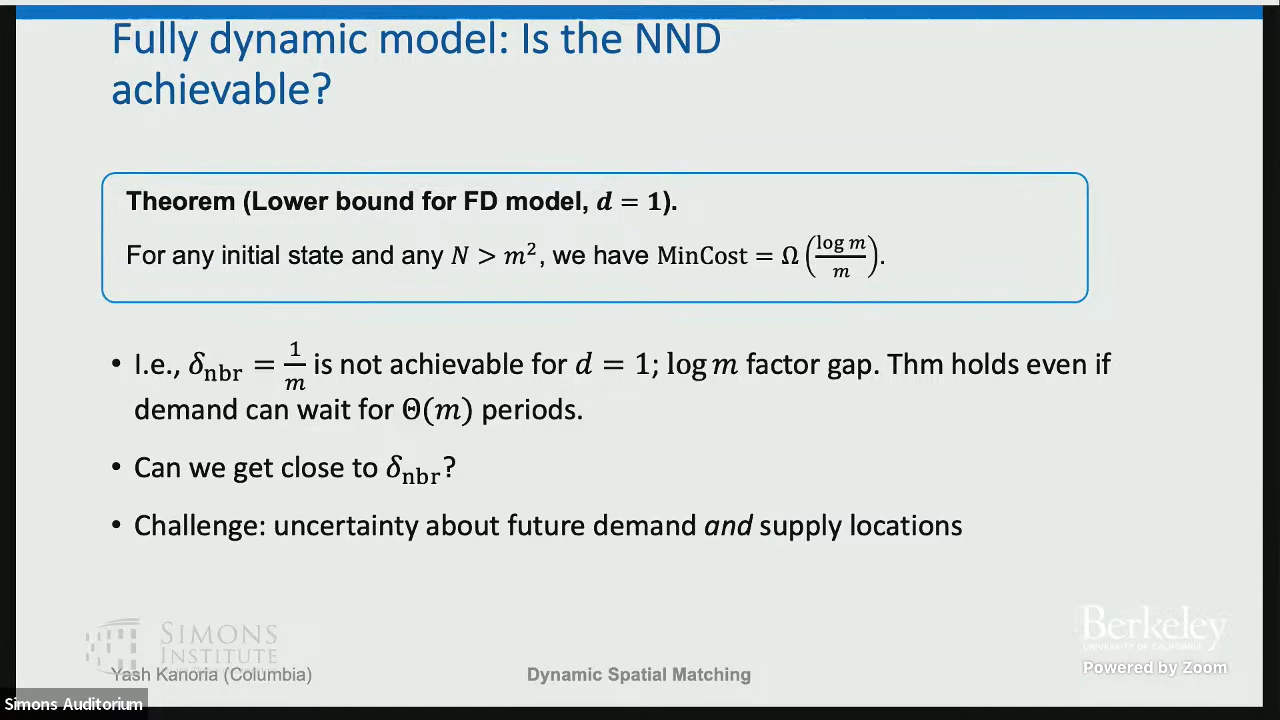 Fully dynamic model: Is the NND
achievable?
Theorem (Lower bound for FD model, d = 1).
For any initial state and any N > m², we have MinCost = Ω(log m / m).
• I.e., δ_nbr = 1/m is not achievable for d = 1; log m factor gap. Thm holds even if
demand can wait for Θ(m) periods.
• Can we get close to δ_nbr?
• Challenge: uncertainty about future demand and supply locations
SIMONS
INSTITUTE
Yash Kanoria (Columbia)
Dynamic Spatial Matching
Berkeley
UNIVERSITY OF CALIFORNIA
Powered by Zoom
Simons Auditorium